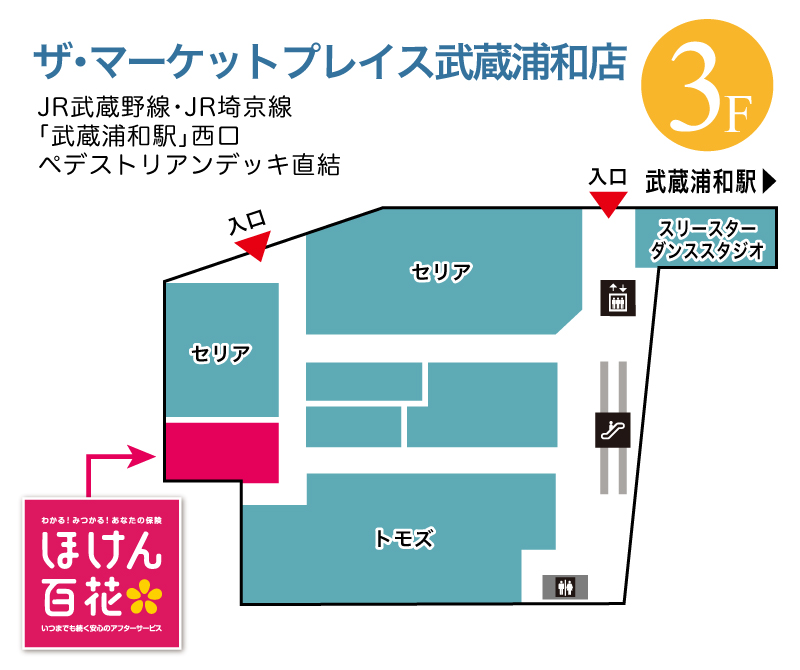 ザ・マーケットプレイス武蔵浦和店
3F
JR武蔵野線・JR埼京線
「武蔵浦和駅」西口
ペデストリアンデッキ直結
入口
武蔵浦和駅▶
入口
スリースター
ダンススタジオ
セリア
セリア
トモズ
わかる!みつかる!あなたの保険
ほけん
百花
いつまでも続く安心のアフターサービス